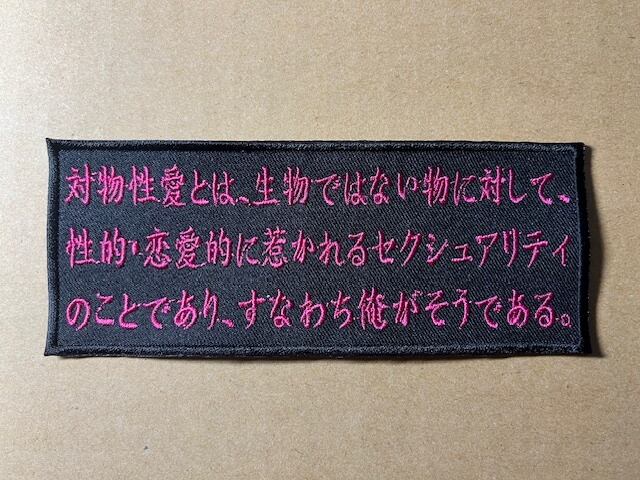 対物性愛とは、生物ではない物に対して、
性的・恋愛的に惹かれるセクシュアリティ
のことであり、すなわち俺がそうである。